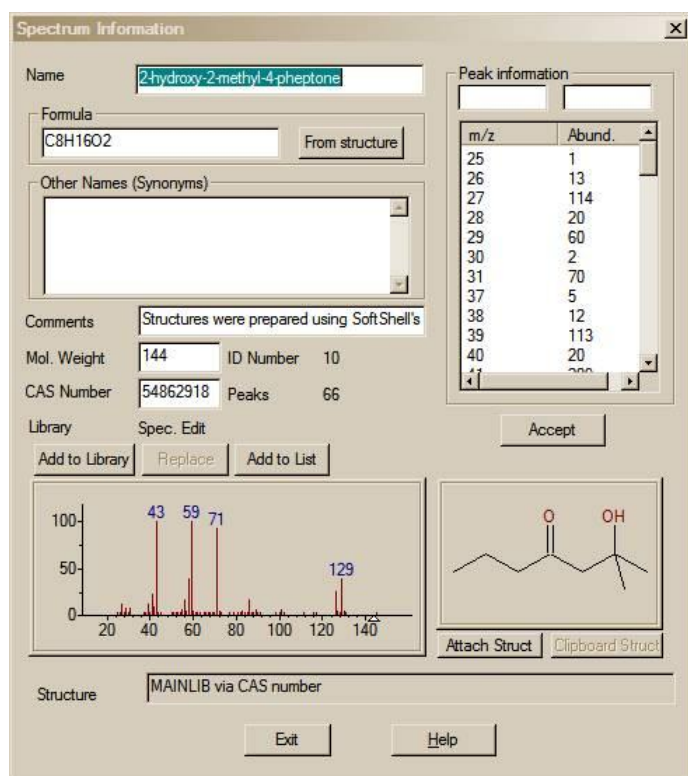 Spectrum Information
Name 2-hydroxy-2-methyl-4-pheptone
Formula
C8H16O2 From structure
Other Names (Synonyms)
Comments Structures were prepared using SoftShell's
Mol. Weight 144 ID Number 10
CAS Number 54862918 Peaks 66
Library Spec. Edit
Add to Library Replace Add to List
Peak information
m/z Abund.
25 1
26 13
27 114
28 20
29 60
30 2
31 70
37 5
38 12
39 113
40 20
Accept
100
50
0
43 59 71
129
20 40 60 80 100 120 140
O OH
Attach Struct Clipboard Struct
Structure MAINLIB via CAS number
Exit Help